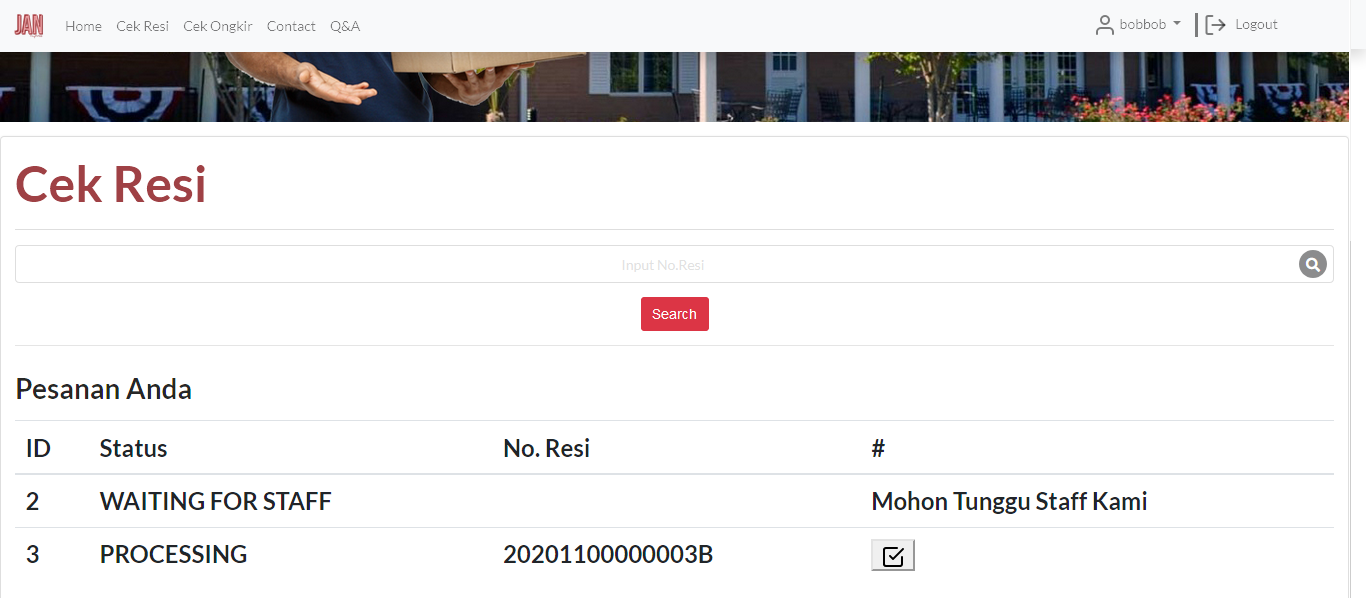 JAN Home Cek Resi Cek Ongkir Contact Q&A bobbob Logout
Cek Resi
Input No.Resi
Search
Pesanan Anda
ID Status No. Resi #
2 WAITING FOR STAFF Mohon Tunggu Staff Kami
3 PROCESSING 20201100000003B